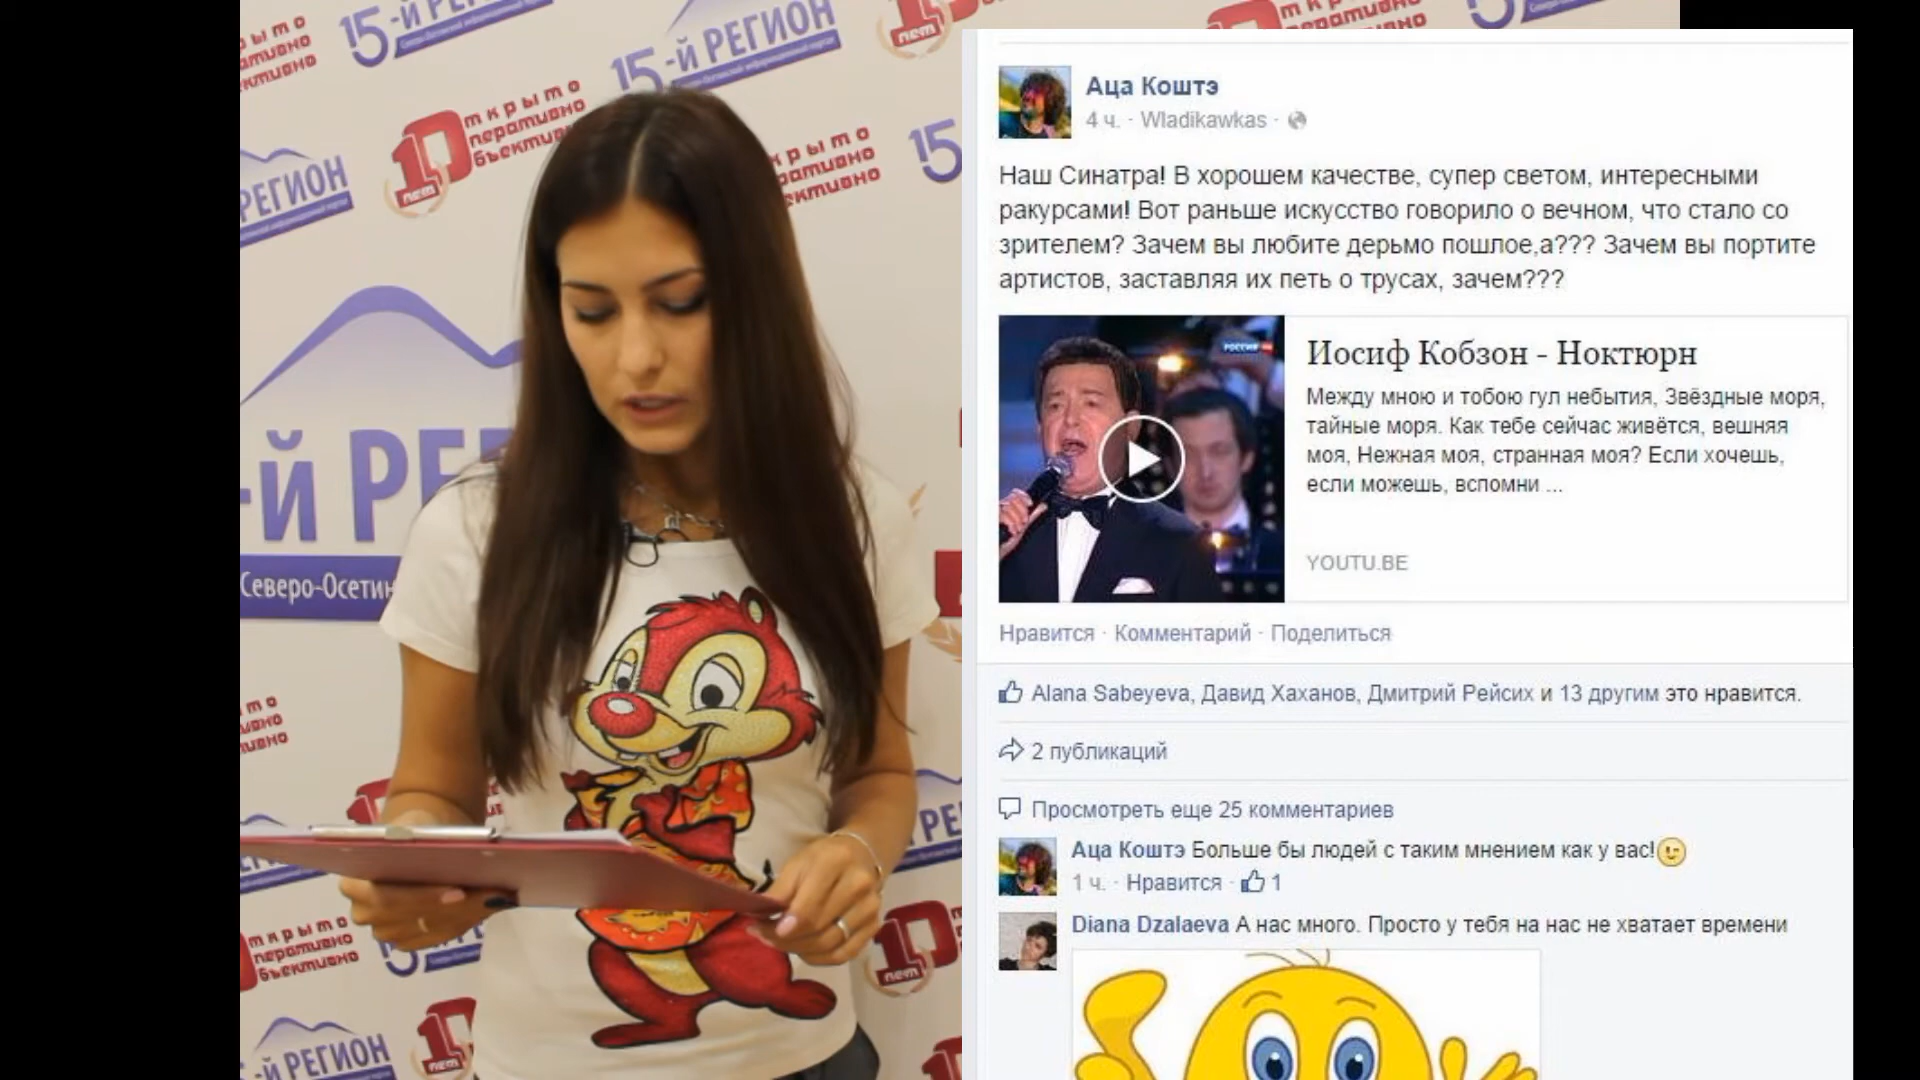 15-й РЕГИОН
15-й РЕГИОН
10 лет
Открыто
Оперативно
Объективно
РЕГИОН
15
-й РЕГ
Северо-Осетин
-й РЕГИОН
Аца Коштэ
4 ч. · Wladikawkas ·
Наш Синатра! В хорошем качестве, супер светом, интересными
ракурсами! Вот раньше искусство говорило о вечном, что стало со
зрителем? Зачем вы любите дерьмо пошлое,а??? Зачем вы портите
артистов, заставляя их петь о трусах, зачем???
РОССИЯ
Иосиф Кобзон - Ноктюрн
Между мною и тобою гул небытия, Звёздные моря,
тайные моря. Как тебе сейчас живётся, вешняя
моя, Нежная моя, странная моя? Если хочешь,
если можешь, вспомни ...
YOUTU.BE
Нравится · Комментарий · Поделиться
Alana Sabeyeva, Давид Хаханов, Дмитрий Рейсих и 13 другим это нравится.
2 публикаций
Просмотреть еще 25 комментариев
Аца Коштэ Больше бы людей с таким мнением как у вас!
1 ч. · Нравится · 1
Diana Dzalaeva А нас много. Просто у тебя на нас не хватает времени